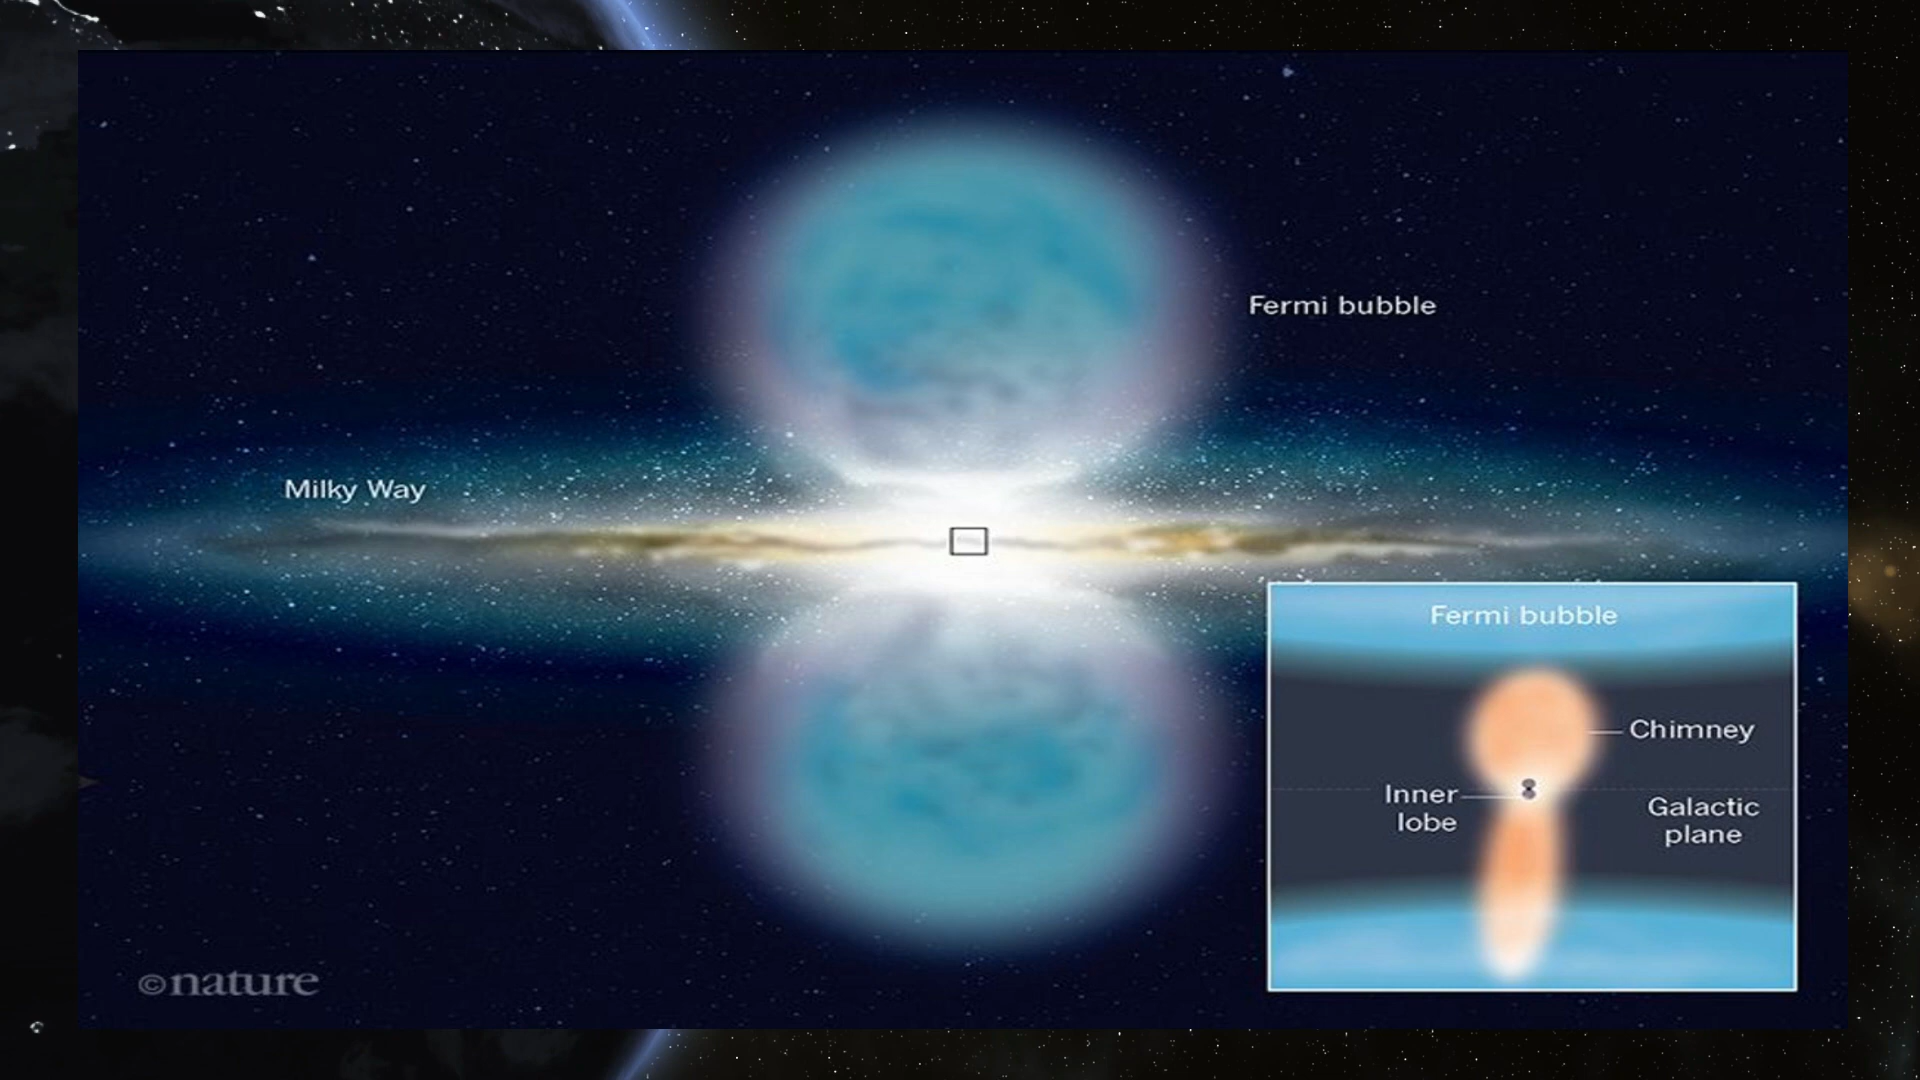 Fermi bubble
Milky Way
Fermi bubble
Chimney
Inner
lobe
Galactic
plane
©nature